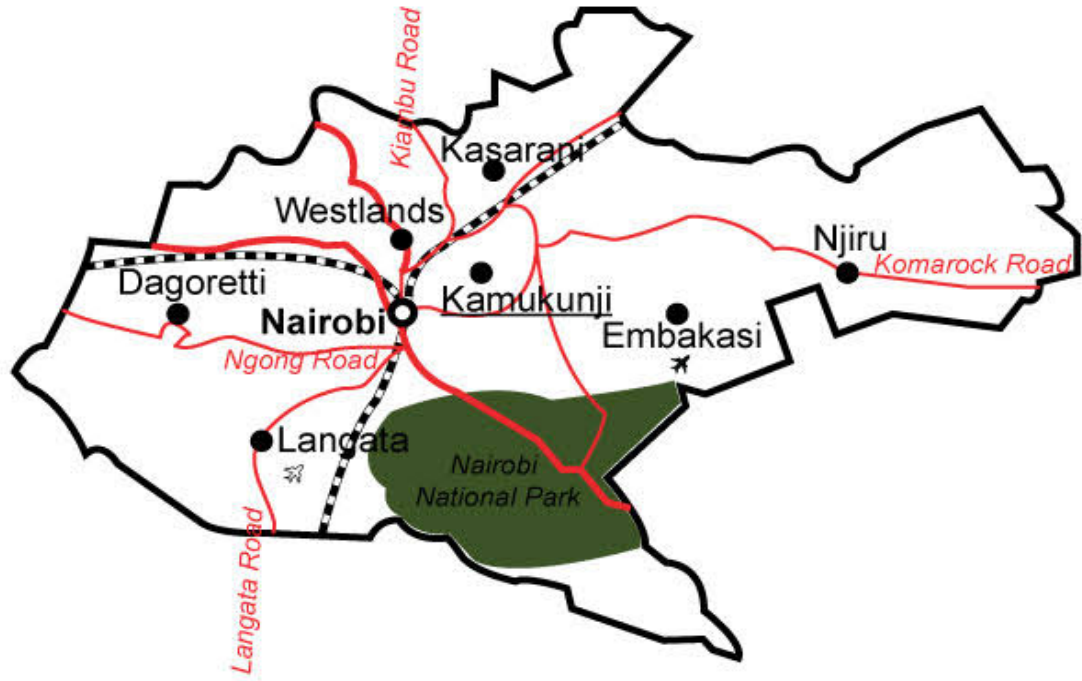 Kiambu Road
Kasarani
Westlands
Njiru
Komarock Road
Dagoretti
Kamukunji
Nairobi
Embakasi
Ngong Road
Langata
Nairobi
National Park
Langata Road